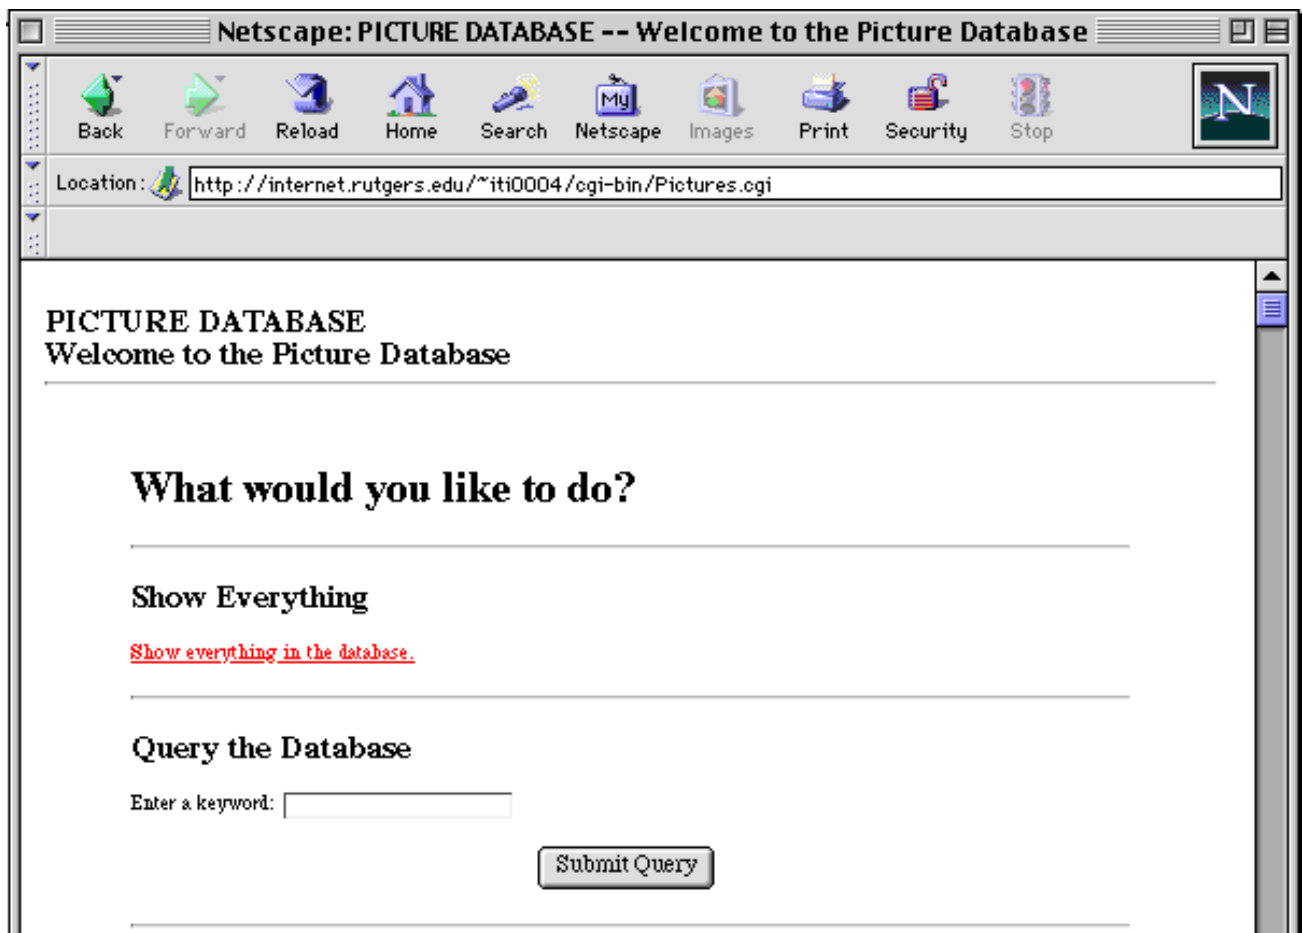 Netscape: PICTURE DATABASE -- Welcome to the Picture Database
Back Forward Reload Home Search Netscape Images Print Security Stop
My
N
Location: http://internet.rutgers.edu/~iti0004/cgi-bin/Pictures.cgi
PICTURE DATABASE
Welcome to the Picture Database
What would you like to do?
Show Everything
Show everything in the database.
Query the Database
Enter a keyword:
Submit Query